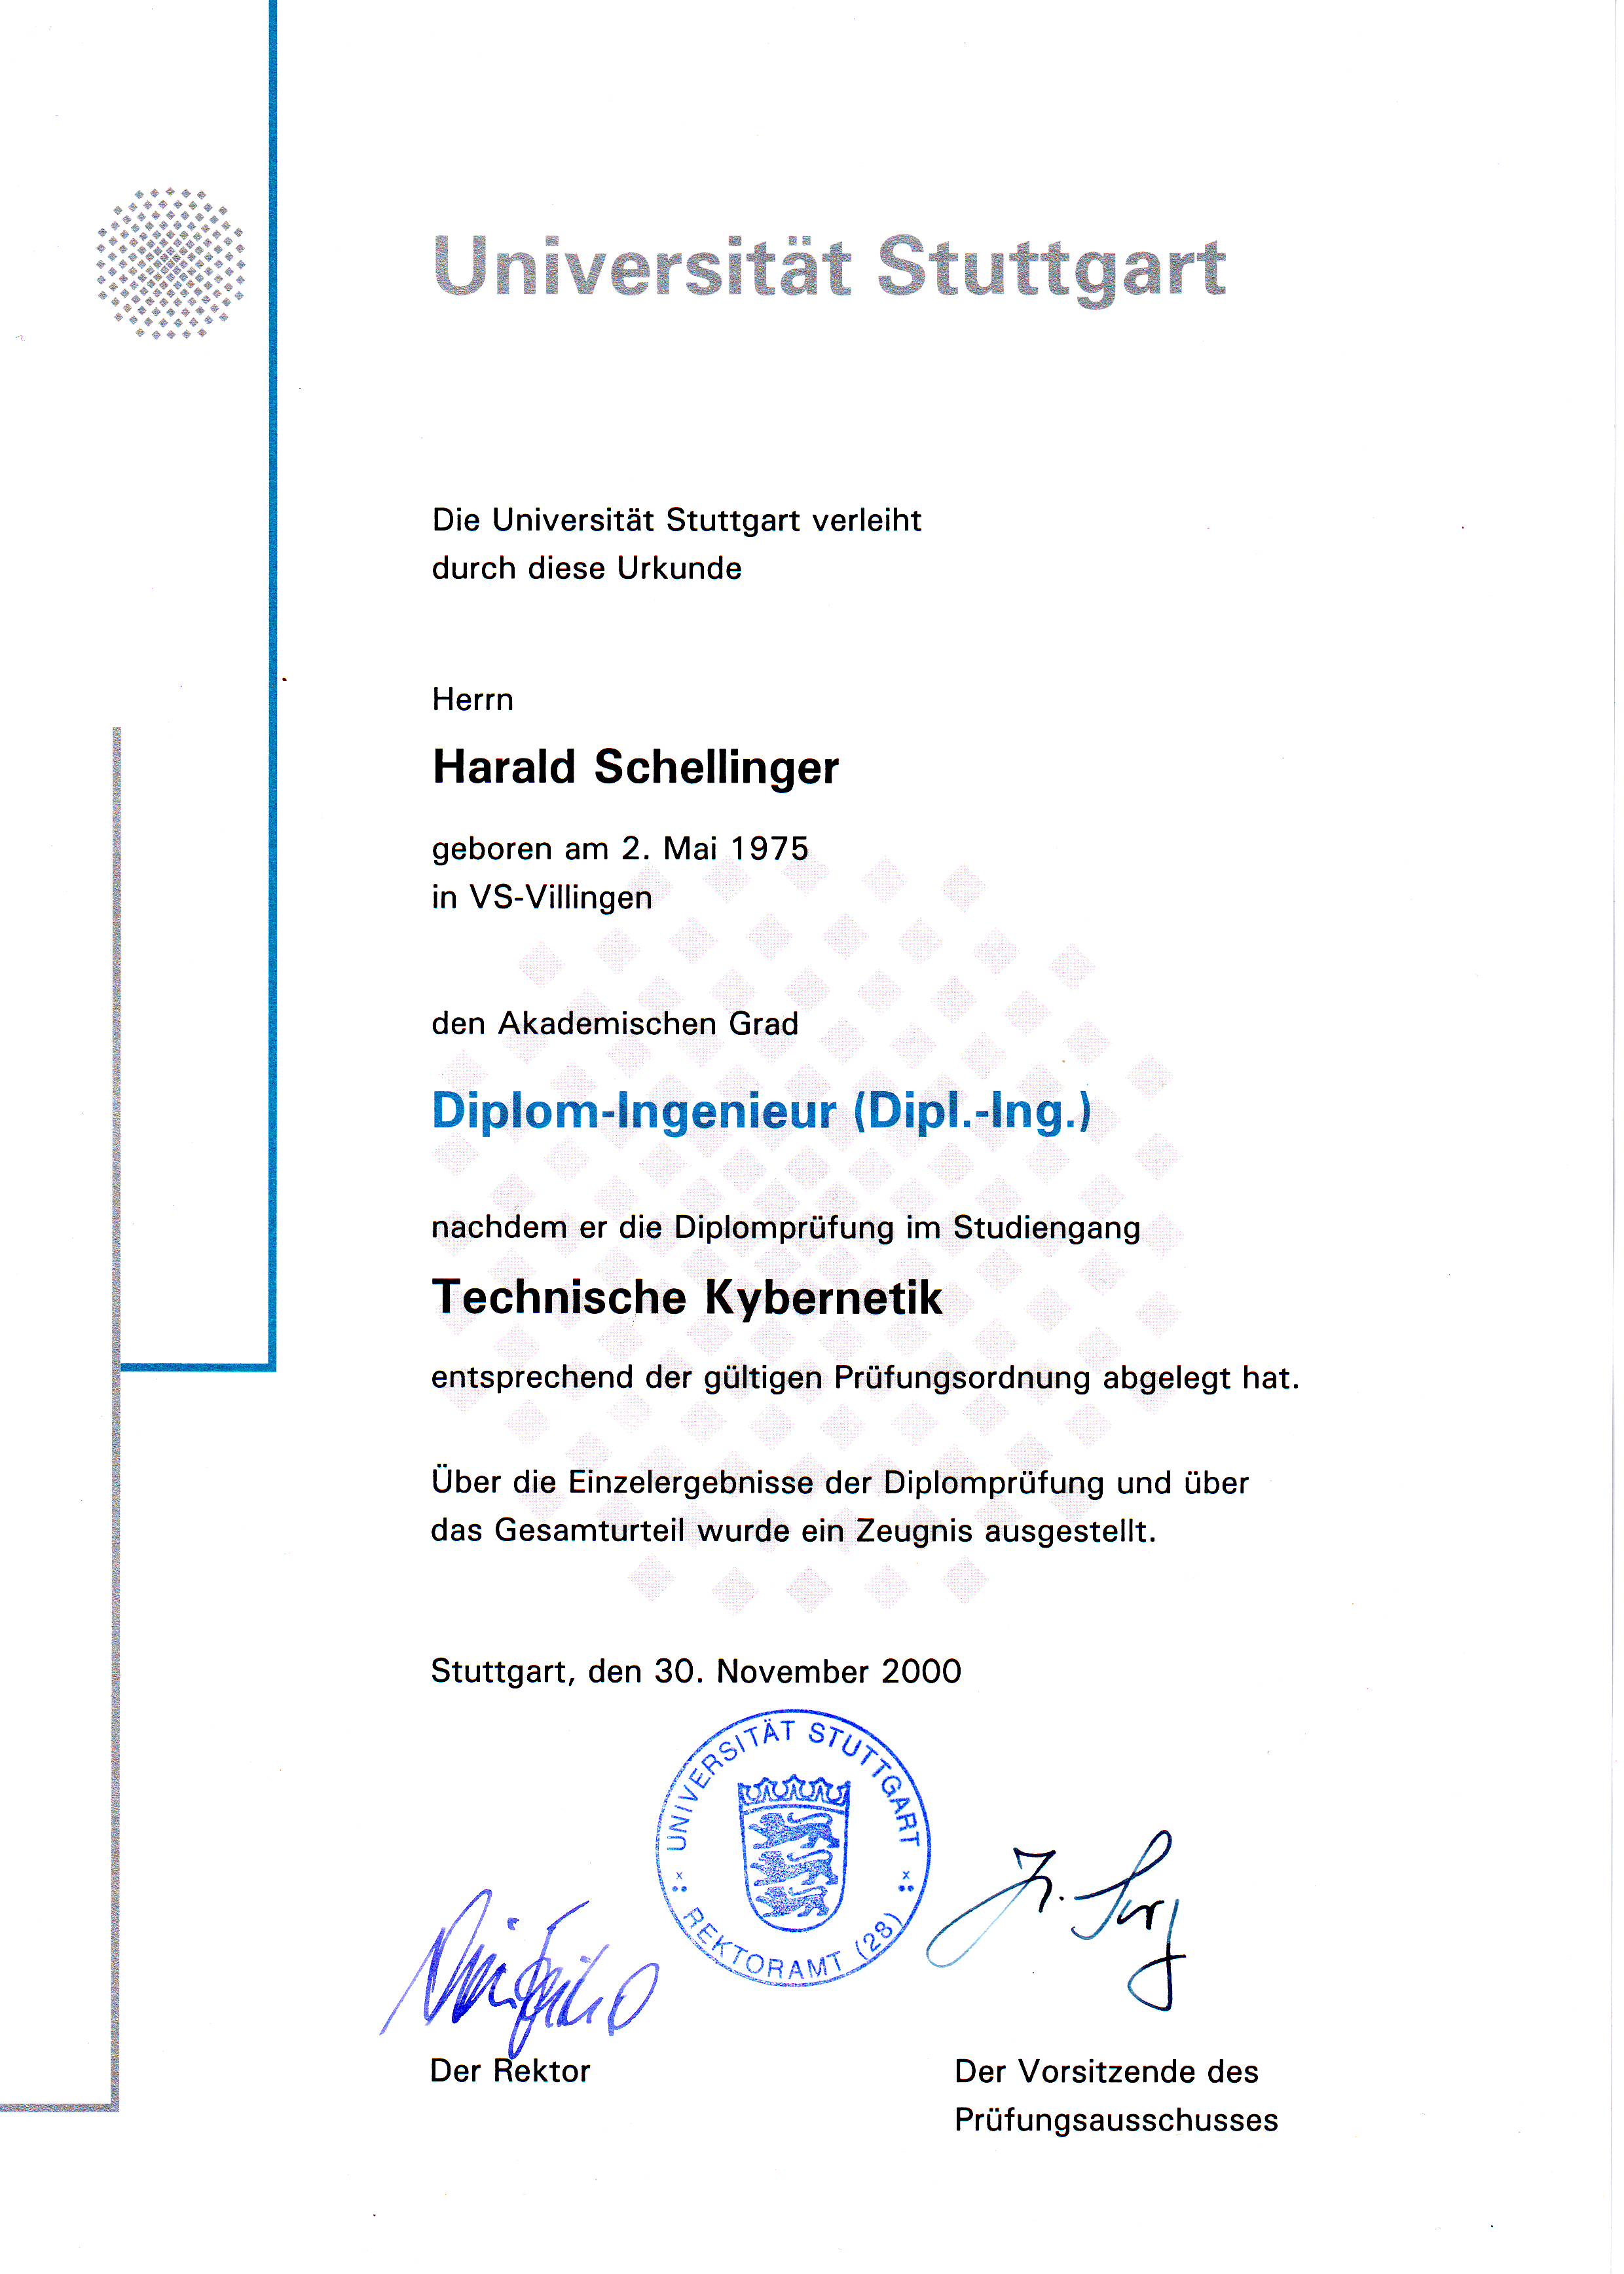 Universität Stuttgart
Die Universität Stuttgart verleiht
durch diese Urkunde
Herrn
Harald Schellinger
geboren am 2. Mai 1975
in VS-Villingen
den Akademischen Grad
Diplom-Ingenieur (Dipl.-Ing.)
nachdem er die Diplomprüfung im Studiengang
Technische Kybernetik
entsprechend der gültigen Prüfungsordnung abgelegt hat.
Über die Einzelergebnisse der Diplomprüfung und über
das Gesamturteil wurde ein Zeugnis ausgestellt.
Stuttgart, den 30. November 2000
UNIVERSITÄT STUTTGART
REKTORAMT (28)
Der Rektor
Der Vorsitzende des
Prüfungsausschusses